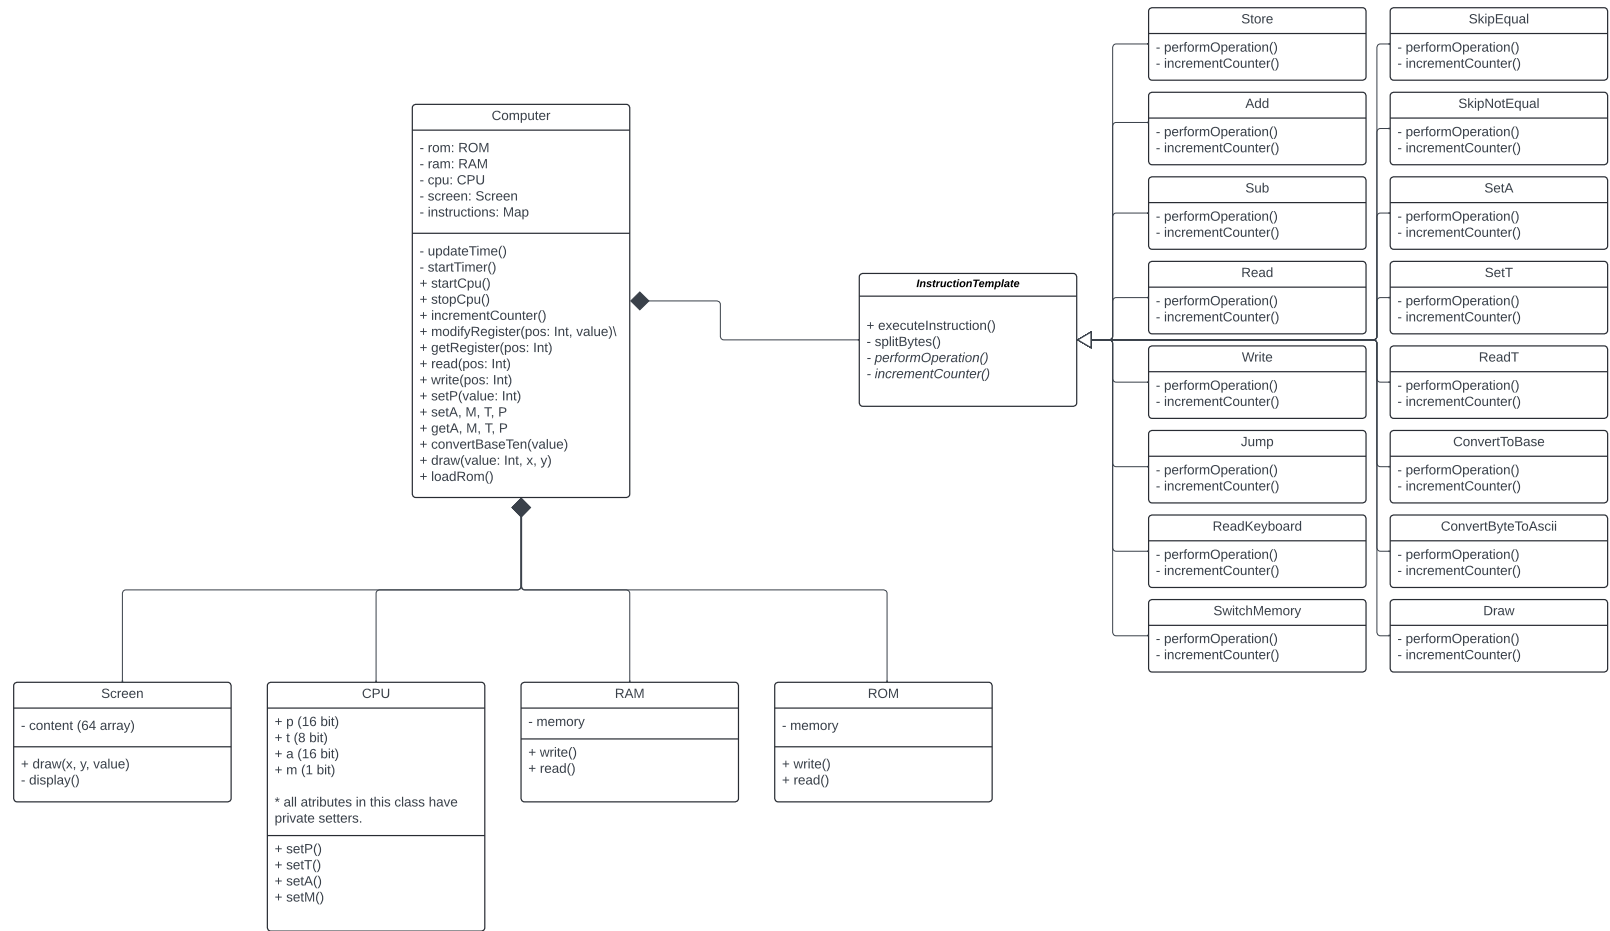 Computer
- rom: ROM
- ram: RAM
- cpu: CPU
- screen: Screen
- instructions: Map
- updateTime()
- startTimer()
+ startCpu()
+ stopCpu()
+ incrementCounter()
+ modifyRegister(pos: Int, value)\
+ getRegister(pos: Int)
+ read(pos: Int)
+ write(pos: Int)
+ setP(value: Int)
+ setA, M, T, P
+ getA, M, T, P
+ convertBaseTen(value)
+ draw(value: Int, x, y)
+ loadRom()
InstructionTemplate
+ executeInstruction()
- splitBytes()
- performOperation()
- incrementCounter()
Store
- performOperation()
- incrementCounter()
Add
- performOperation()
- incrementCounter()
Sub
- performOperation()
- incrementCounter()
Read
- performOperation()
- incrementCounter()
Write
- performOperation()
- incrementCounter()
Jump
- performOperation()
- incrementCounter()
ReadKeyboard
- performOperation()
- incrementCounter()
SwitchMemory
- performOperation()
- incrementCounter()
SkipEqual
- performOperation()
- incrementCounter()
SkipNotEqual
- performOperation()
- incrementCounter()
SetA
- performOperation()
- incrementCounter()
SetT
- performOperation()
- incrementCounter()
ReadT
- performOperation()
- incrementCounter()
ConvertToBase
- performOperation()
- incrementCounter()
ConvertByteToAscii
- performOperation()
- incrementCounter()
Draw
- performOperation()
- incrementCounter()
Screen
- content (64 array)
+ draw(x, y, value)
- display()
CPU
+ p (16 bit)
+ t (8 bit)
+ a (16 bit)
+ m (1 bit)
* all atributes in this class have
private setters.
+ setP()
+ setT()
+ setA()
+ setM()
RAM
- memory
+ write()
+ read()
ROM
- memory
+ write()
+ read()